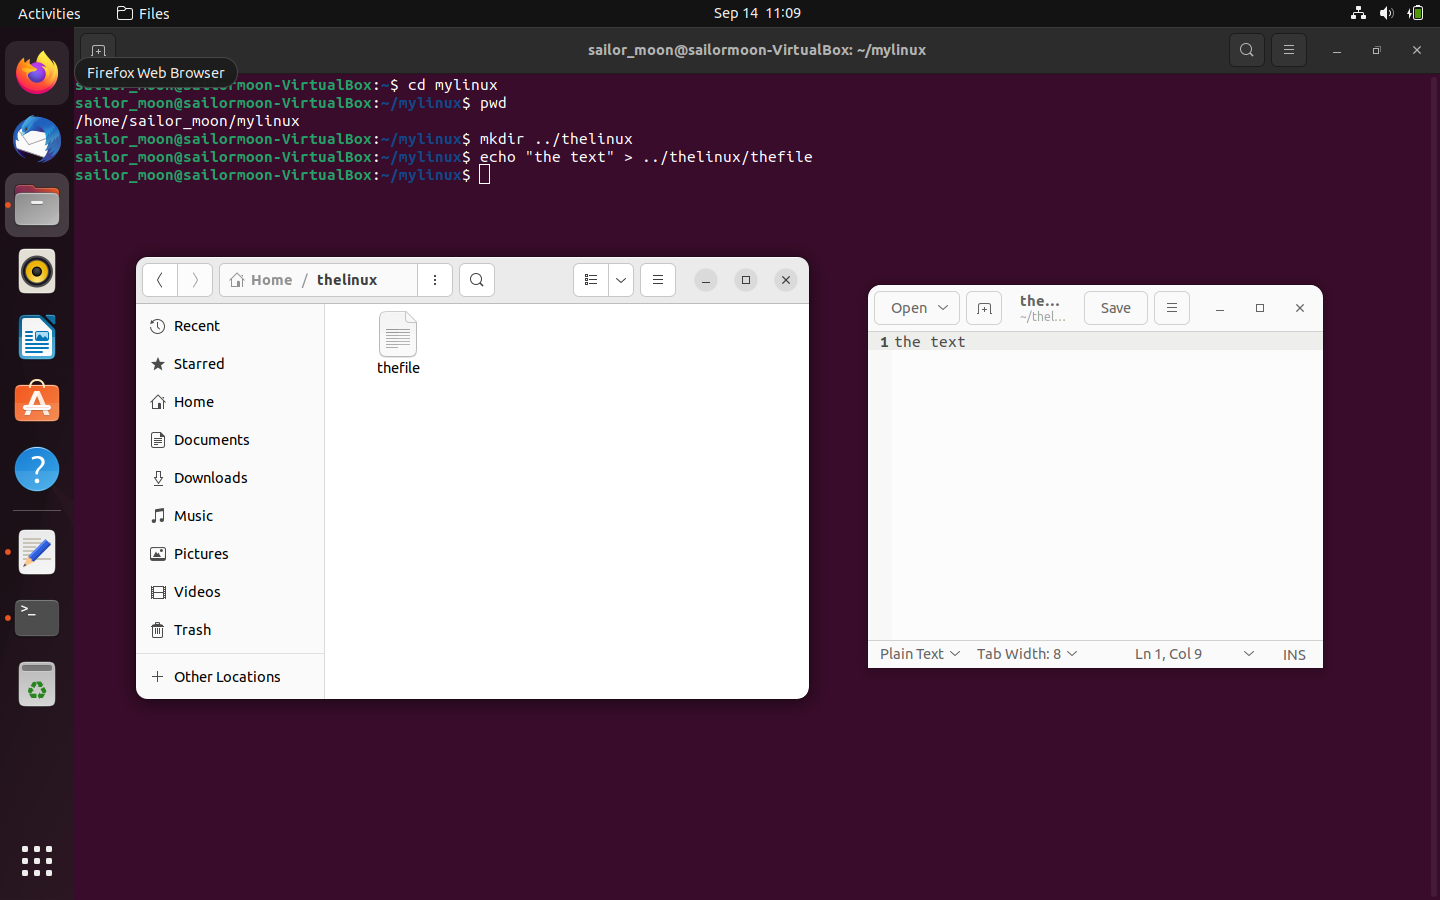 Activities
Files
Sep 14 11:09
sailor_moon@sailormoon-VirtualBox: ~/mylinux
Firefox Web Browser
sailor_moon@sailormoon-VirtualBox:~$ cd mylinux
sailor_moon@sailormoon-VirtualBox:~/mylinux$ pwd
/home/sailor_moon/mylinux
sailor_moon@sailormoon-VirtualBox:~/mylinux$ mkdir ../thelinux
sailor_moon@sailormoon-VirtualBox:~/mylinux$ echo "the text" > ../thelinux/thefile
sailor_moon@sailormoon-VirtualBox:~/mylinux$
Home / thelinux
Recent
Starred
Home
Documents
Downloads
Music
Pictures
Videos
Trash
Other Locations
thefile
Open
the...
~/thel...
Save
1 the text
Plain Text
Tab Width: 8
Ln 1, Col 9
INS
>_
?